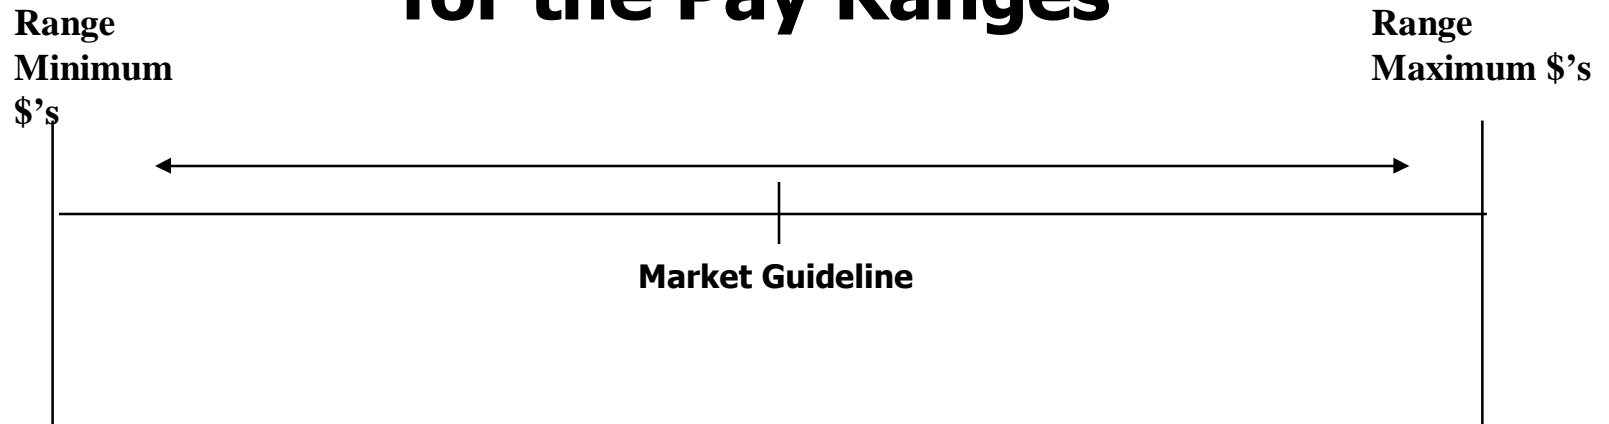 for the Pay Ranges
Range
Minimum
$’s
Range
Maximum $’s
Market Guideline